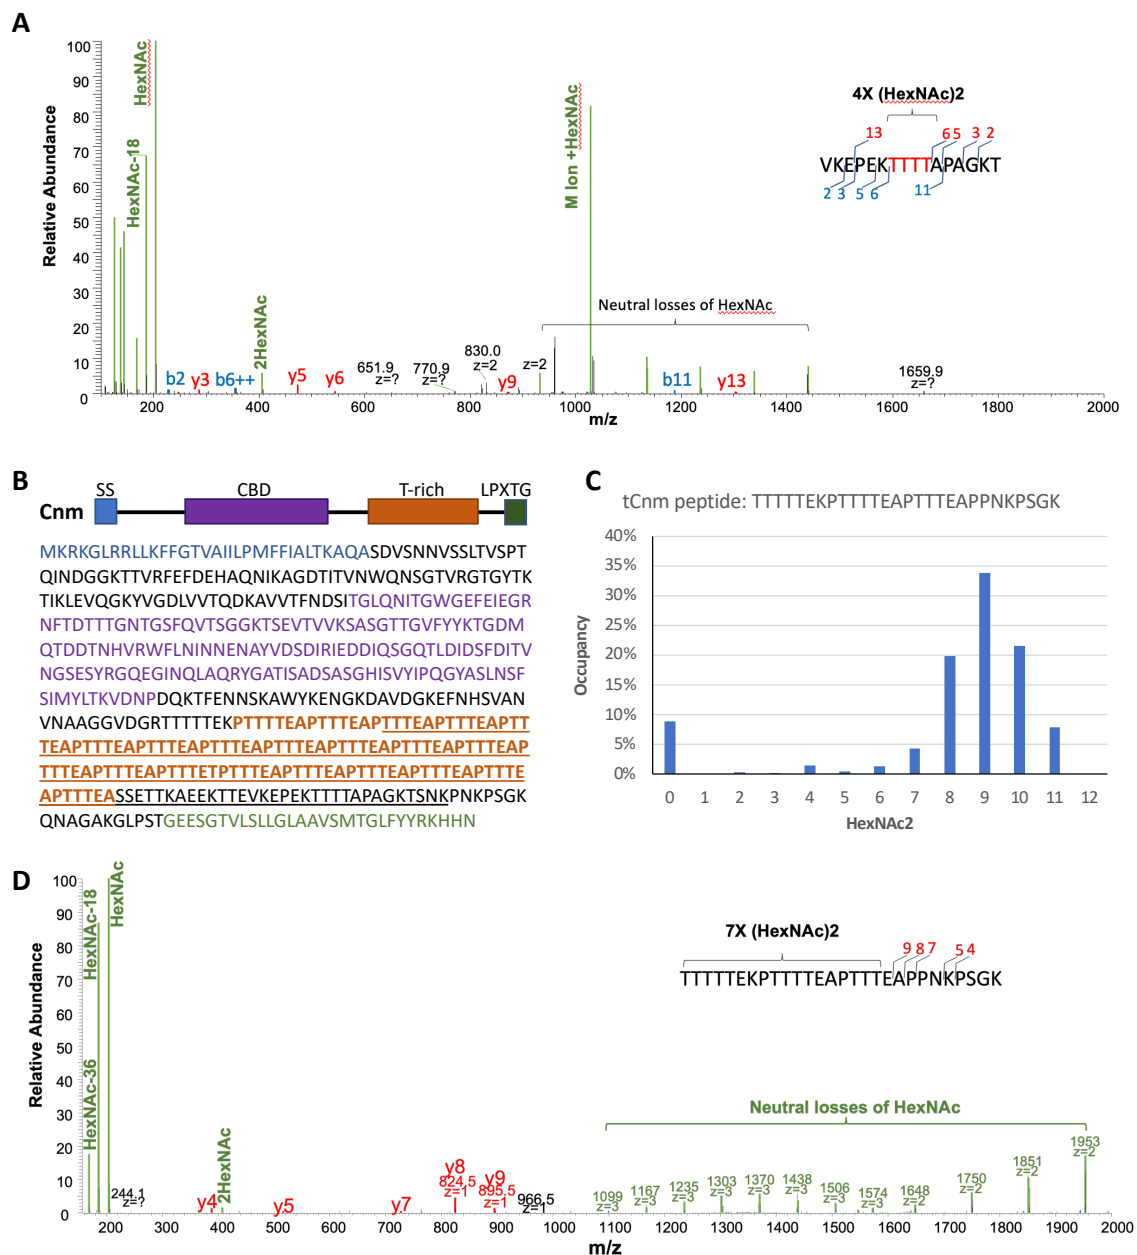 A
Relative Abundance
100
90
80
70
60
50
40
30
20
10
0
HexNAc
HexNAc-18
2HexNAc
M Ion +HexNAc
4X (HexNAc)2
13 6 5 3 2
VKEPEKTTTTAPAGKT
2 3 5 6 11
Neutral losses of HexNAc
b2
y3
b6++
y5
y6
651.9
z=?
770.9
z=?
830.0
z=2
y9
z=2
b11
y13
1659.9
z=?
200 400 600 800 1000 1200 1400 1600 1800 2000
m/z
B
SS CBD T-rich LPXTG
Cnm
MKRKGLRRLLKFFGTVAIILPMFFIALTKAQASDVSNNVSSLTVSPT
QINDGGKTTVRFEFDEHAQNIKAGDTITVNWQNSGTVRGTGYTK
TIKLEVQGKYVGDLVVTQDKAVVTFNDSITGLQNITGWGEFEIEGR
NFTDTTTGNTGSFQVTSGGKTSEVTVVKSASGTTGVFYYKTGDM
QTDDTNHVRWFLNINNENAYVDSDIRIEDDIQSGQTLDIDSFDITV
NGSESYRGQEGINQLAQRYGATISADSASGHISVYIPQGYASLNSF
SIMYLTKVDNPDQKTFENNSKAWYKENGKDAVDGKEFNHSVAN
VNAAGGVDGRTTTTTEKPTTTTEAPTTTEAPTTTEAPTTTEAPTT
TEAPTTTEAPTTTEAPTTTEAPTTTEAPTTTEAPTTTEAPTTTEAP
TTTEAPTTTEAPTTTETPTTTEAPTTTEAPTTTEAPTTTEAPTTTE
APTTTEASSETTKAEEKTTEVKEPEKTTTTAPAGKTSNKPNKPSGK
QNAGAKGLPSTGEESGTVLSLLGLAAVSMTGLFYYRKHHN
C
tCnm peptide: TTTTTEKPTTTTEAPTTTEAPPNKPSGK
Occupancy
40%
35%
30%
25%
20%
15%
10%
5%
0%
0 1 2 3 4 5 6 7 8 9 10 11 12
HexNAc2
D
Relative Abundance
100
90
80
70
60
50
40
30
20
10
0
HexNAc-36
HexNAc-18
HexNAc
2HexNAc
7X (HexNAc)2
9 8 7 5 4
TTTTTEKPTTTTEAPTTTEAPPNKPSGK
Neutral losses of HexNAc
244.1
z=?
y4
y5
y7
y8
824.5
z=1
y9
895.5
z=1
966.5
z=1
1099
z=3
1167
z=3
1235
z=3
1303
z=3
1370
z=3
1438
z=3
1506
z=3
1574
z=3
1648
z=2
1750
z=2
1851
z=2
1953
z=2
200 300 400 500 600 700 800 900 1000 1100 1200 1300 1400 1500 1600 1700 1800 1900 2000
m/z